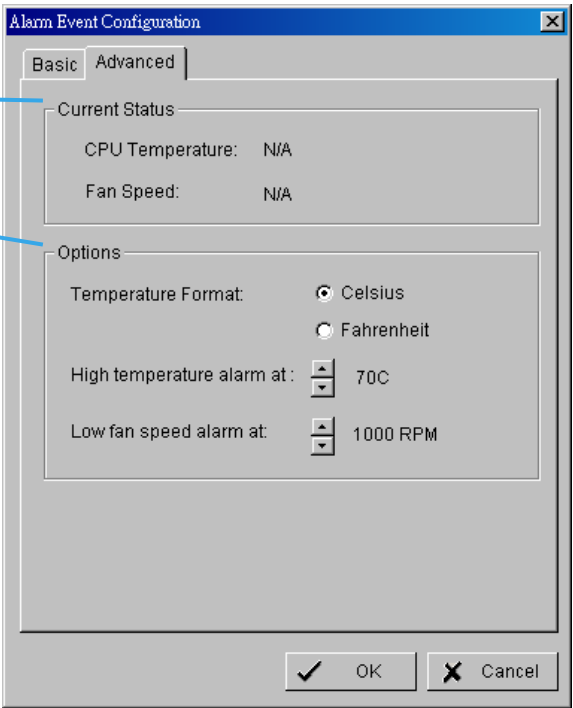 Alarm Event Configuration
Basic Advanced
Current Status
CPU Temperature: N/A
Fan Speed: N/A
Options
Temperature Format: Celsius
Fahrenheit
High temperature alarm at : 70C
Low fan speed alarm at: 1000 RPM
OK Cancel